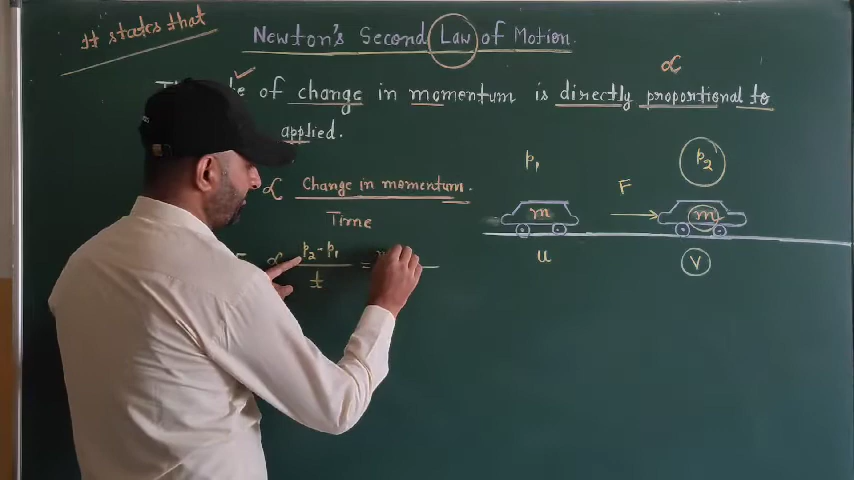 It states that
Newton's Second Law of Motion
of change in momentum is directly proportional to
∝
applied.
∝ Change in momentum.
Time
p₁
F
p₂
m
m
∝ p₂-p₁
t
=
u
v